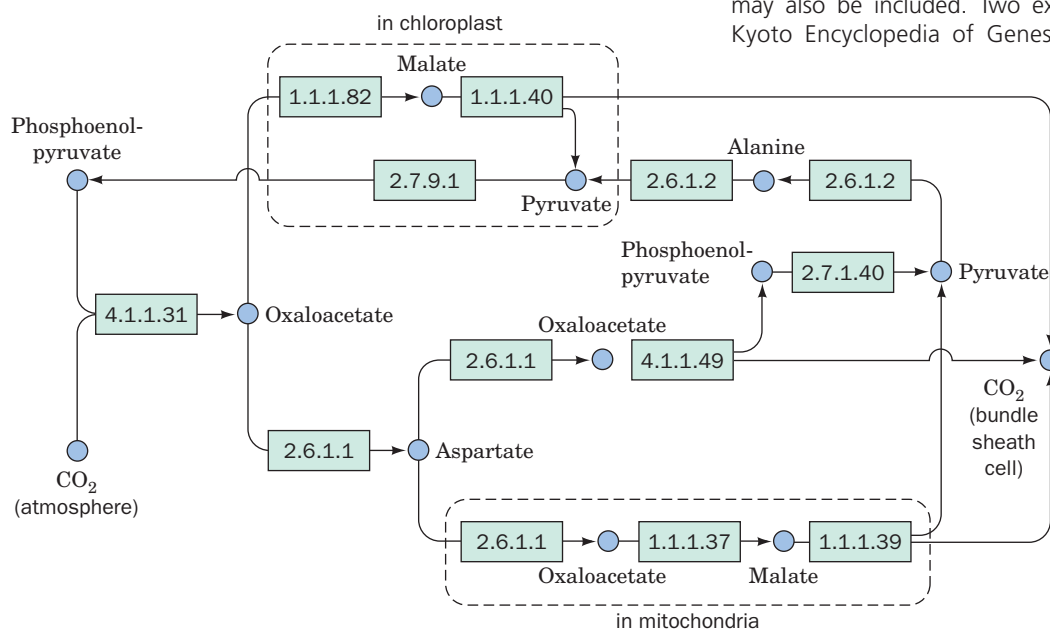 may also be included. Two ex
Kyoto Encyclopedia of Genes
in chloroplast
Malate
1.1.1.82
1.1.1.40
Phosphoenol-
pyruvate
Alanine
2.7.9.1
2.6.1.2
2.6.1.2
Pyruvate
Phosphoenol-
pyruvate
2.7.1.40
Pyruvate
4.1.1.31
Oxaloacetate
Oxaloacetate
2.6.1.1
4.1.1.49
CO2
(bundle
sheath
cell)
2.6.1.1
Aspartate
CO2
(atmosphere)
2.6.1.1
1.1.1.37
1.1.1.39
Oxaloacetate
Malate
in mitochondria